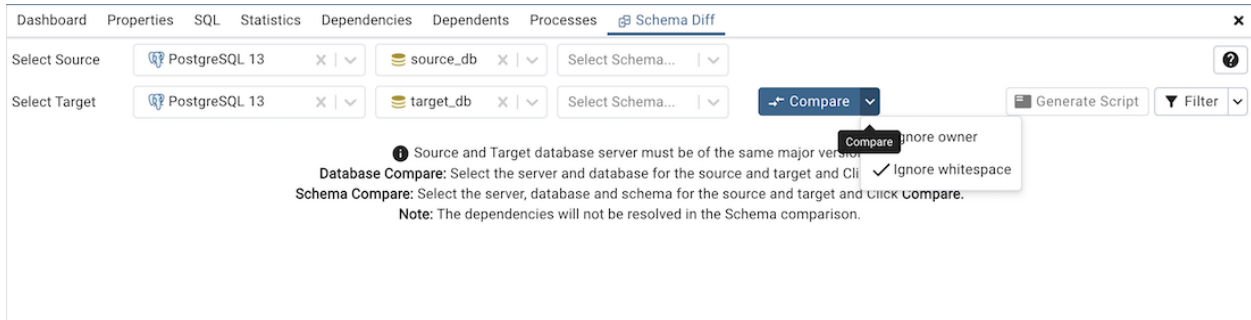 Dashboard Properties SQL Statistics Dependencies Dependents Processes Schema Diff
Select Source PostgreSQL 13 source_db Select Schema...
Select Target PostgreSQL 13 target_db Select Schema... Compare Generate Script Filter
Compare
gnore owner
Ignore whitespace
Source and Target database server must be of the same major versio
Database Compare: Select the server and database for the source and target and Cli
Schema Compare: Select the server, database and schema for the source and target and Click Compare.
Note: The dependencies will not be resolved in the Schema comparison.